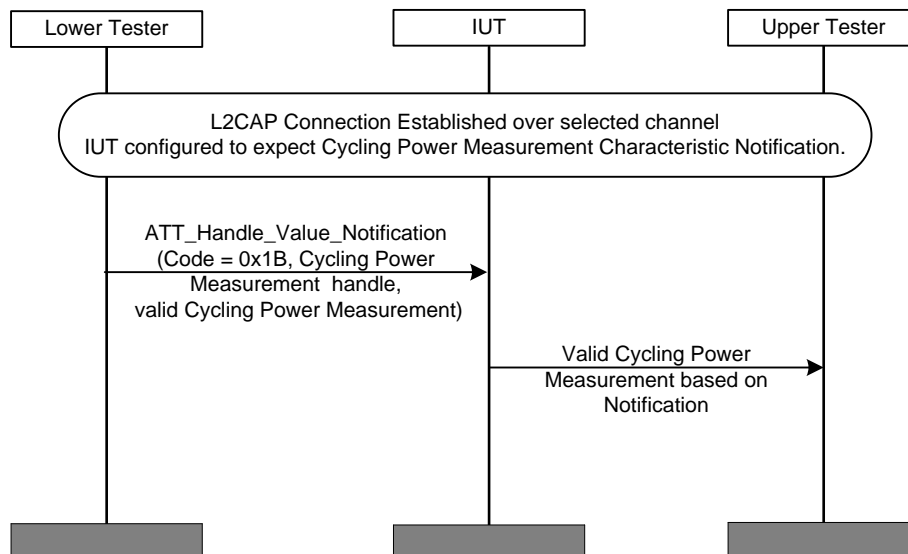 Lower Tester
IUT
Upper Tester
L2CAP Connection Established over selected channel
IUT configured to expect Cycling Power Measurement Characteristic Notification.
ATT_Handle_Value_Notification
(Code = 0x1B, Cycling Power
Measurement handle,
valid Cycling Power Measurement)
Valid Cycling Power
Measurement based on
Notification